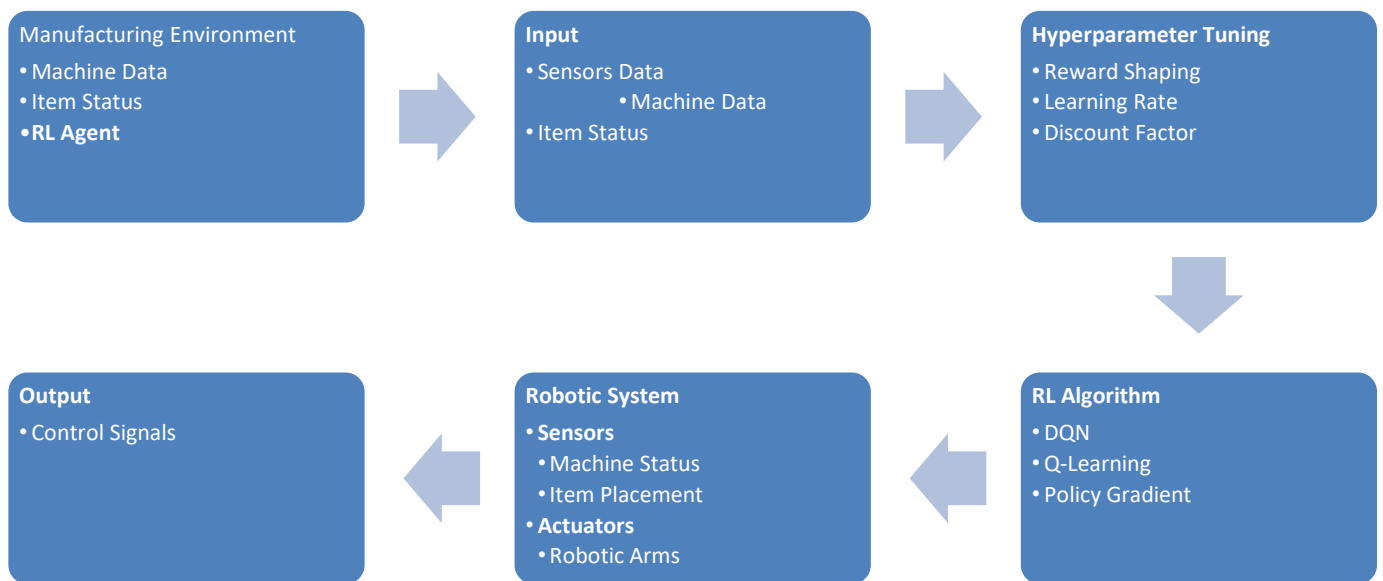 Manufacturing Environment
• Machine Data
• Item Status
•RL Agent
Input
• Sensors Data
• Machine Data
• Item Status
Hyperparameter Tuning
• Reward Shaping
• Learning Rate
• Discount Factor
RL Algorithm
• DQN
• Q-Learning
• Policy Gradient
Robotic System
• Sensors
• Machine Status
• Item Placement
• Actuators
• Robotic Arms
Output
• Control Signals